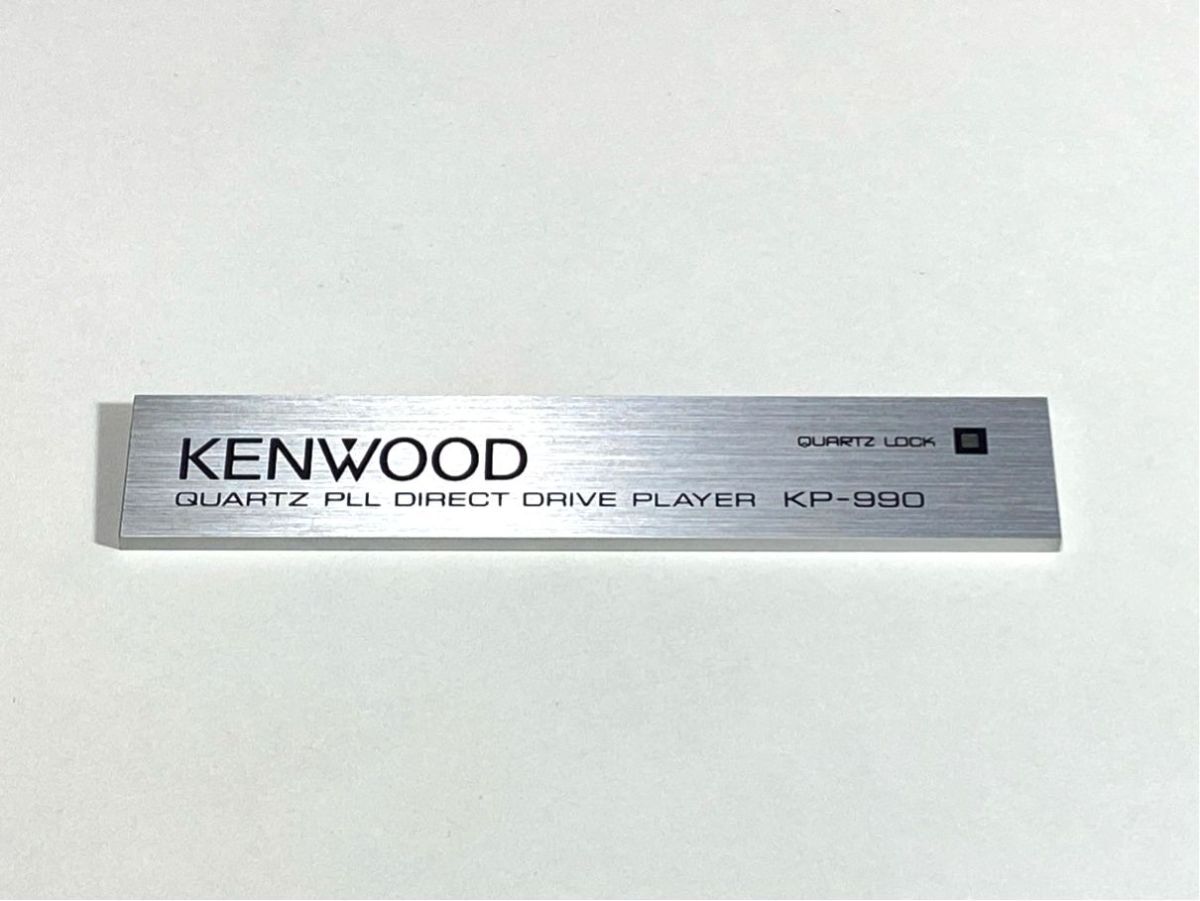 KENWOOD
QUARTZ LOCK
QUARTZ PLL DIRECT DRIVE PLAYER KP-990